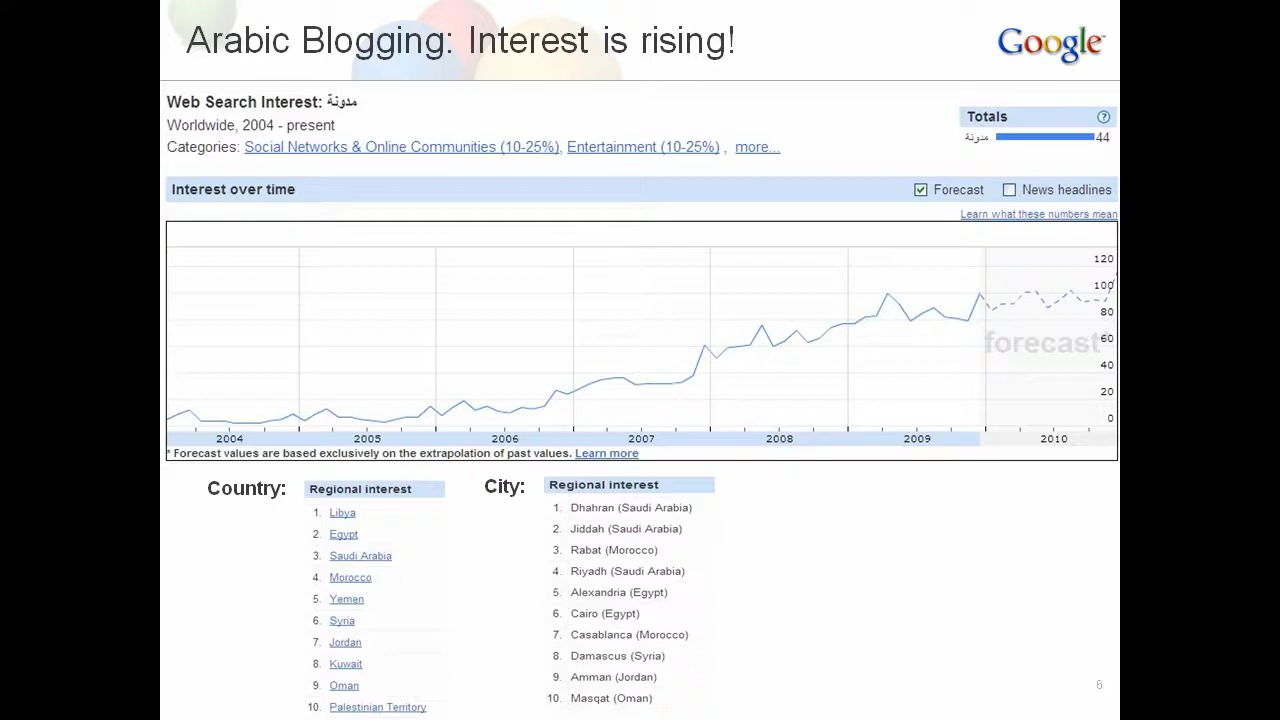 Arabic Blogging: Interest is rising!
Google
Web Search Interest: مدونة
Worldwide, 2004 - present
Categories: Social Networks & Online Communities (10-25%), Entertainment (10-25%) , more...
Totals ?
مدونة 44
Interest over time
Forecast News headlines
Learn what these numbers mean
120
100
80
60
40
20
0
forecast*
2004 2005 2006 2007 2008 2009 2010
* Forecast values are based exclusively on the extrapolation of past values. Learn more
Country:
Regional interest
1. Libya
2. Egypt
3. Saudi Arabia
4. Morocco
5. Yemen
6. Syria
7. Jordan
8. Kuwait
9. Oman
10. Palestinian Territory
City:
Regional interest
1. Dhahran (Saudi Arabia)
2. Jiddah (Saudi Arabia)
3. Rabat (Morocco)
4. Riyadh (Saudi Arabia)
5. Alexandria (Egypt)
6. Cairo (Egypt)
7. Casablanca (Morocco)
8. Damascus (Syria)
9. Amman (Jordan)
10. Masqat (Oman)
6